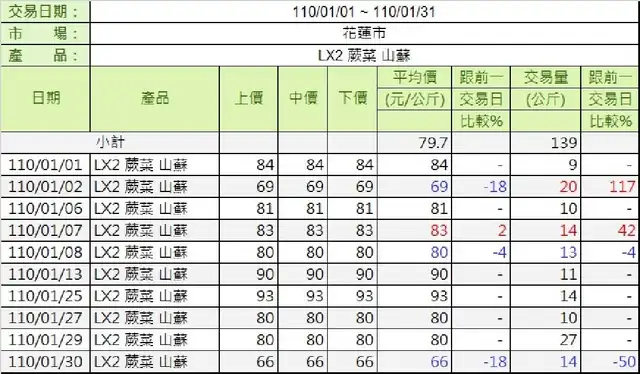 交易日期： 110/01/01 ~ 110/01/31
市　場： 花蓮市
產　品： LX2 蕨菜 山蘇
日期 產品 上價 中價 下價 平均價 (元/公斤) 跟前一 交易日 比較% 交易量 (公斤) 跟前一 交易日 比較%
小計 79.7 139
110/01/01 LX2 蕨菜 山蘇 84 84 84 84 - 9 -
110/01/02 LX2 蕨菜 山蘇 69 69 69 69 -18 20 117
110/01/06 LX2 蕨菜 山蘇 81 81 81 81 - 10 -
110/01/07 LX2 蕨菜 山蘇 83 83 83 83 2 14 42
110/01/08 LX2 蕨菜 山蘇 80 80 80 80 -4 13 -4
110/01/13 LX2 蕨菜 山蘇 90 90 90 90 - 11 -
110/01/25 LX2 蕨菜 山蘇 93 93 93 93 - 14 -
110/01/27 LX2 蕨菜 山蘇 80 80 80 80 - 10 -
110/01/29 LX2 蕨菜 山蘇 80 80 80 80 - 27 -
110/01/30 LX2 蕨菜 山蘇 66 66 66 66 -18 14 -50